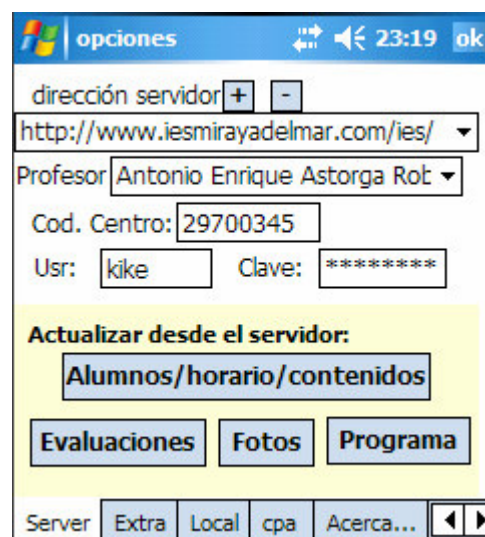 opciones 23:19 ok
dirección servidor + -
http://www.iesmirayadelmar.com/ies/
Profesor Antonio Enrique Astorga Rob
Cod. Centro: 29700345
Usr: kike Clave: ********
Actualizar desde el servidor:
Alumnos/horario/contenidos
Evaluaciones Fotos Programa
Server Extra Local cpa Acerca...